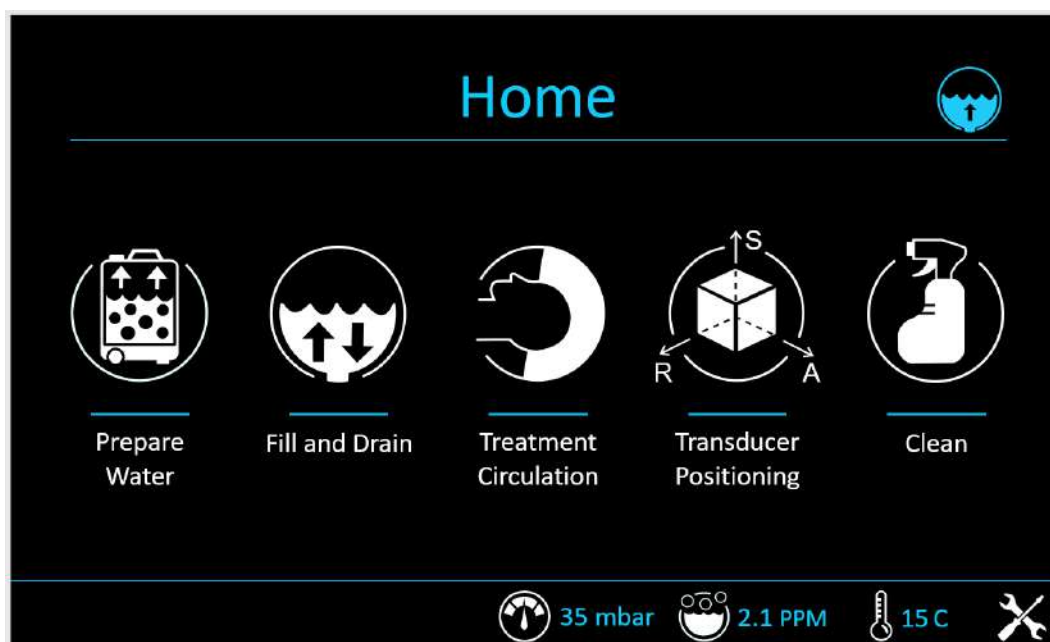 Home
S
R
A
Prepare
Water
Fill and Drain
Treatment
Circulation
Transducer
Positioning
Clean
35 mbar
2.1 PPM
15 C